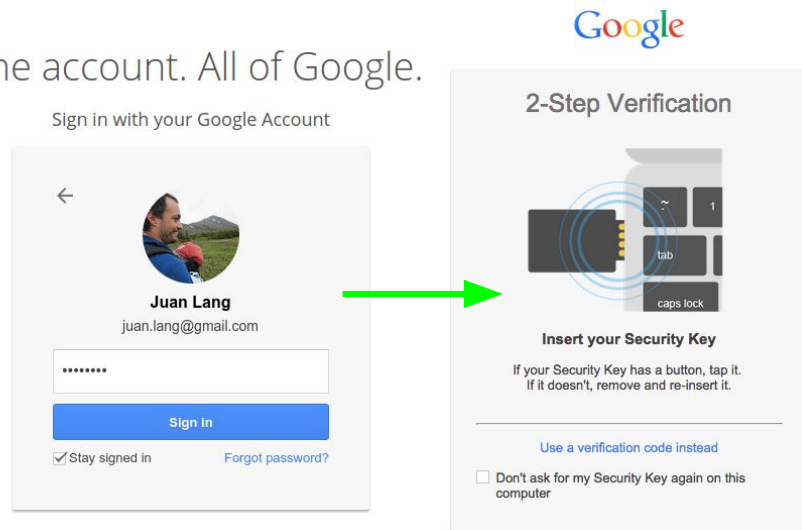 ne account. All of Google.
Sign in with your Google Account
Juan Lang
juan.lang@gmail.com
••••••••
Sign in
Stay signed in
Forgot password?
Google
2-Step Verification
~
1
tab
caps lock
Insert your Security Key
If your Security Key has a button, tap it.
If it doesn't, remove and re-insert it.
Use a verification code instead
Don't ask for my Security Key again on this
computer